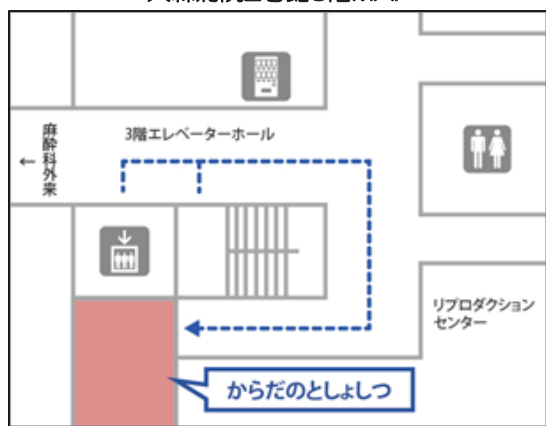 3階エレベーターホール
麻酔科外来
←
リプロダクション
センター
からだのとしょしつ